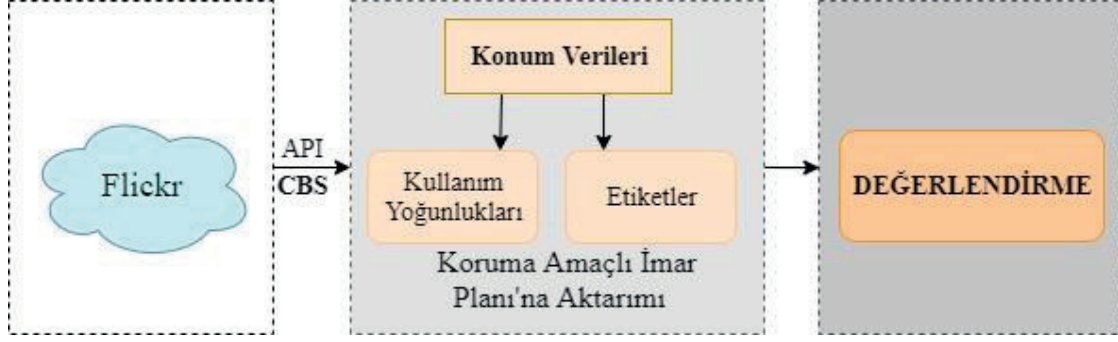 Flickr
API
CBS
Konum Verileri
Kullanım
Yoğunlukları
Etiketler
Koruma Amaçlı İmar
Planı'na Aktarımı
DEĞERLENDİRME